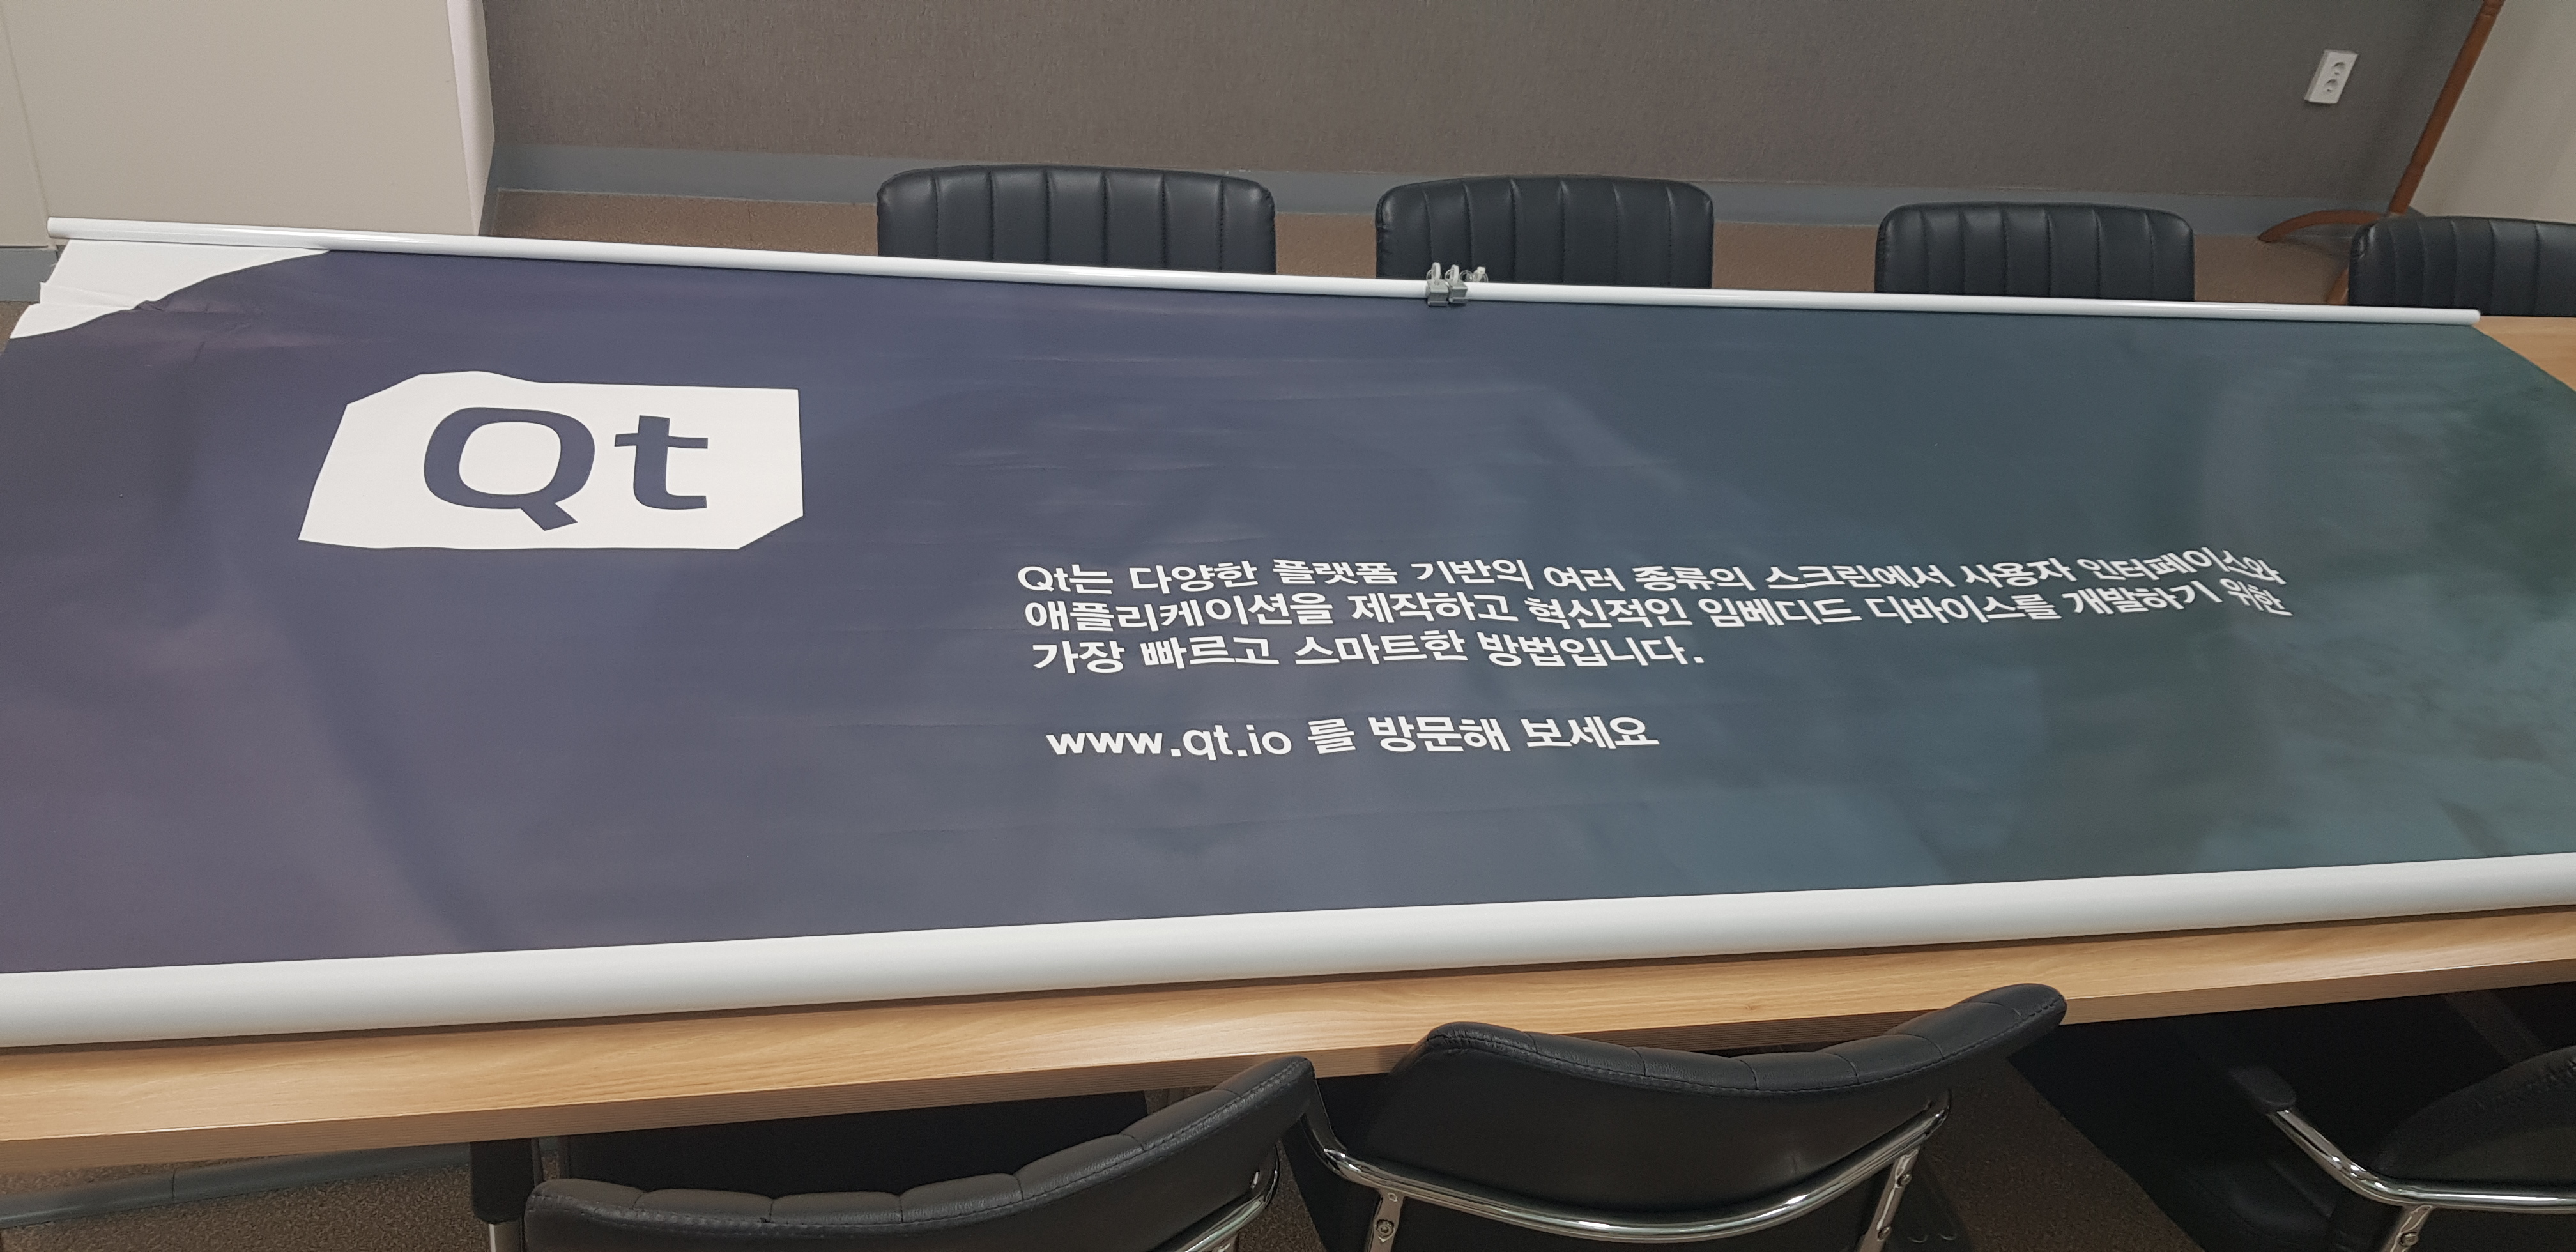 Qt
Qt는 다양한 플랫폼 기반의 여러 종류의 스크린에서 사용자 인터페이스와
애플리케이션을 제작하고 혁신적인 임베디드 디바이스를 개발하기 위한
가장 빠르고 스마트한 방법입니다.
www.qt.io 를 방문해 보세요